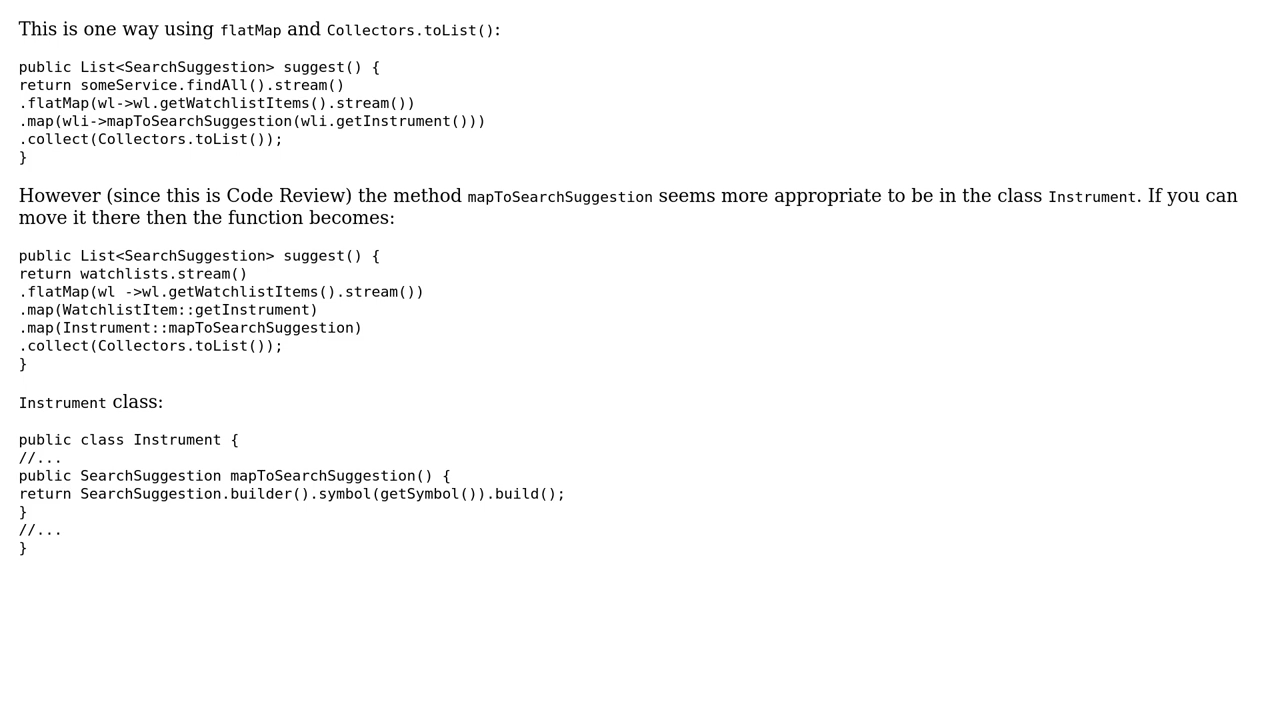 This is one way using flatMap and Collectors.toList():
public List<SearchSuggestion> suggest() {
return someService.findAll().stream()
.flatMap(wl->wl.getWatchlistItems().stream())
.map(wli->mapToSearchSuggestion(wli.getInstrument()))
.collect(Collectors.toList());
}
However (since this is Code Review) the method mapToSearchSuggestion seems more appropriate to be in the class Instrument. If you can
move it there then the function becomes:
public List<SearchSuggestion> suggest() {
return watchlists.stream()
.flatMap(wl ->wl.getWatchlistItems().stream())
.map(WatchlistItem::getInstrument)
.map(Instrument::mapToSearchSuggestion)
.collect(Collectors.toList());
}
Instrument class:
public class Instrument {
//...
public SearchSuggestion mapToSearchSuggestion() {
return SearchSuggestion.builder().symbol(getSymbol()).build();
}
//...
}